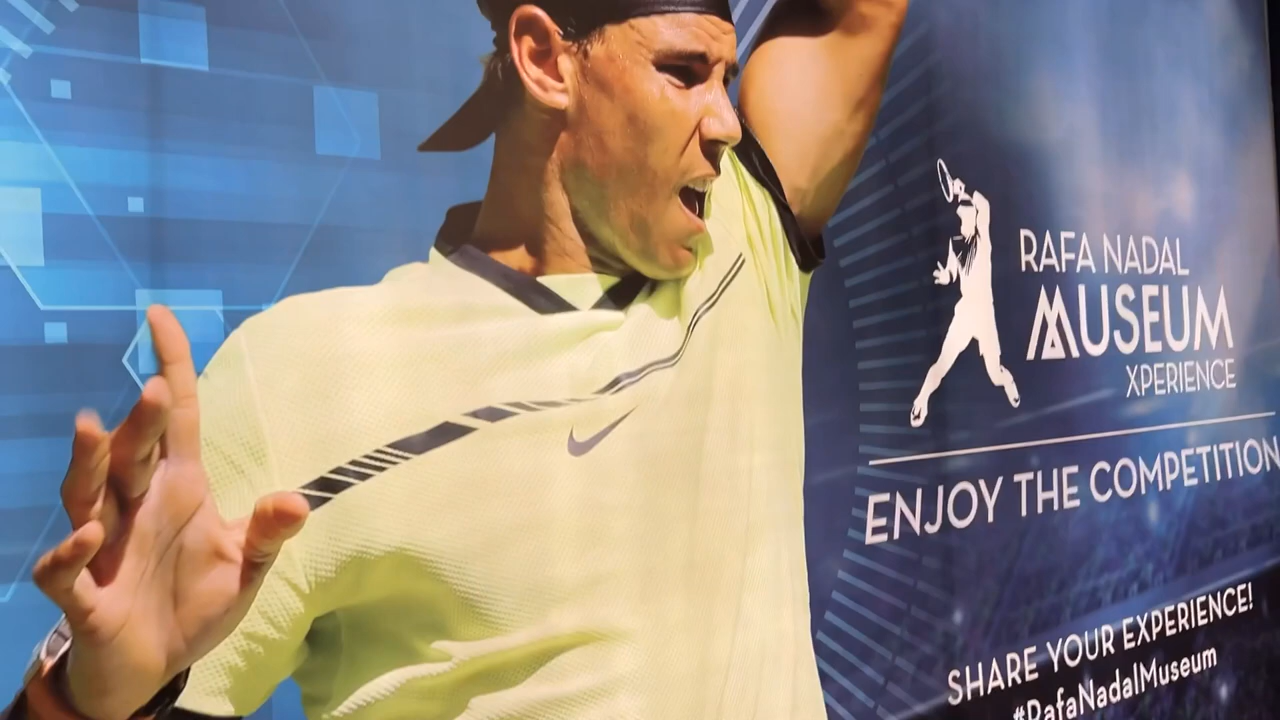 RAFA NADAL
MUSEUM
XPERIENCE
ENJOY THE COMPETITION
SHARE YOUR EXPERIENCE!
#RafaNadalMuseum